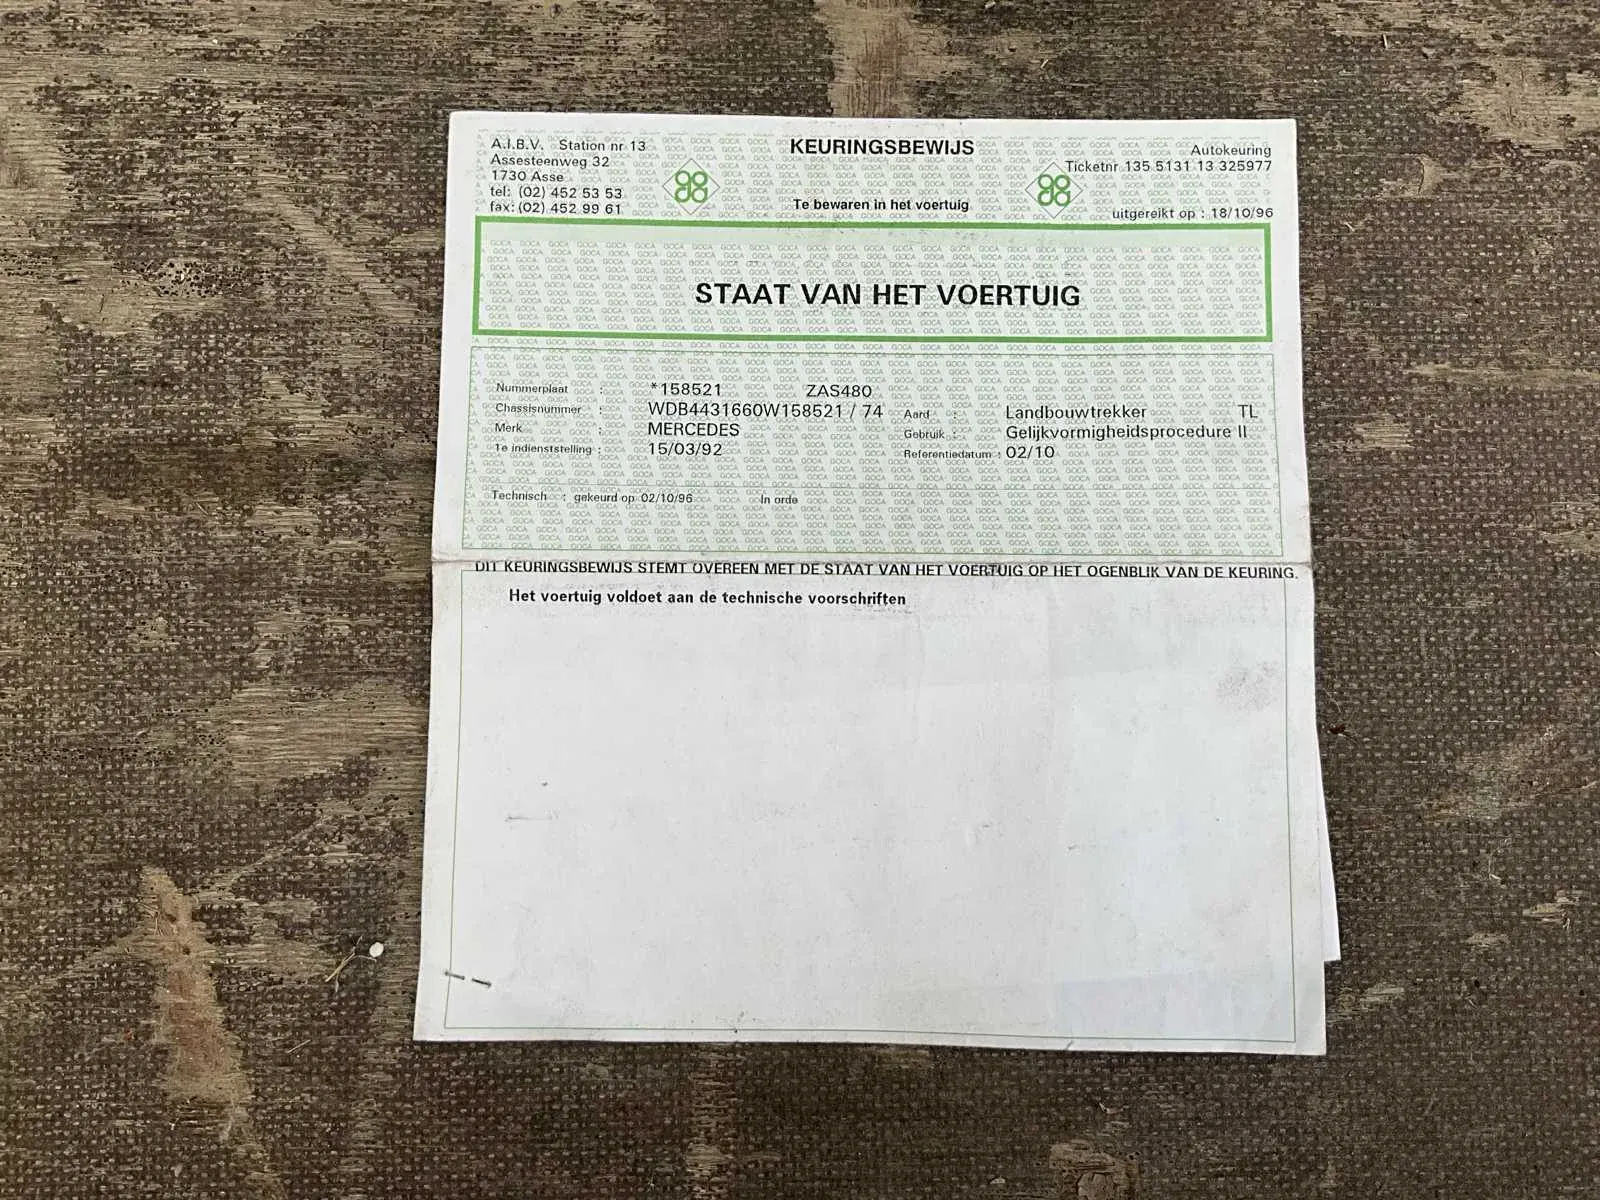 A.I.B.V. Station nr 13
Assesteenweg 32
1730 Asse
tel: (02) 452 53 53
fax: (02) 452 99 61
KEURINGSBEWIJS
Te bewaren in het voertuig
Autokeuring
Ticketnr 135 5131 13 325977
uitgereikt op : 18/10/96
STAAT VAN HET VOERTUIG
Nummerplaat : *158521 ZAS480
Chassisnummer : WDB4431660W158521 / 74 Aard : Landbouwtrekker TL
Merk : MERCEDES Gebruik : Gelijkvormigheidsprocedure II
1e indienststelling : 15/03/92 Referentiedatum : 02/10
Technisch : gekeurd op 02/10/96 In orde
DIT KEURINGSBEWIJS STEMT OVEREEN MET DE STAAT VAN HET VOERTUIG OP HET OGENBLIK VAN DE KEURING.
Het voertuig voldoet aan de technische voorschriften